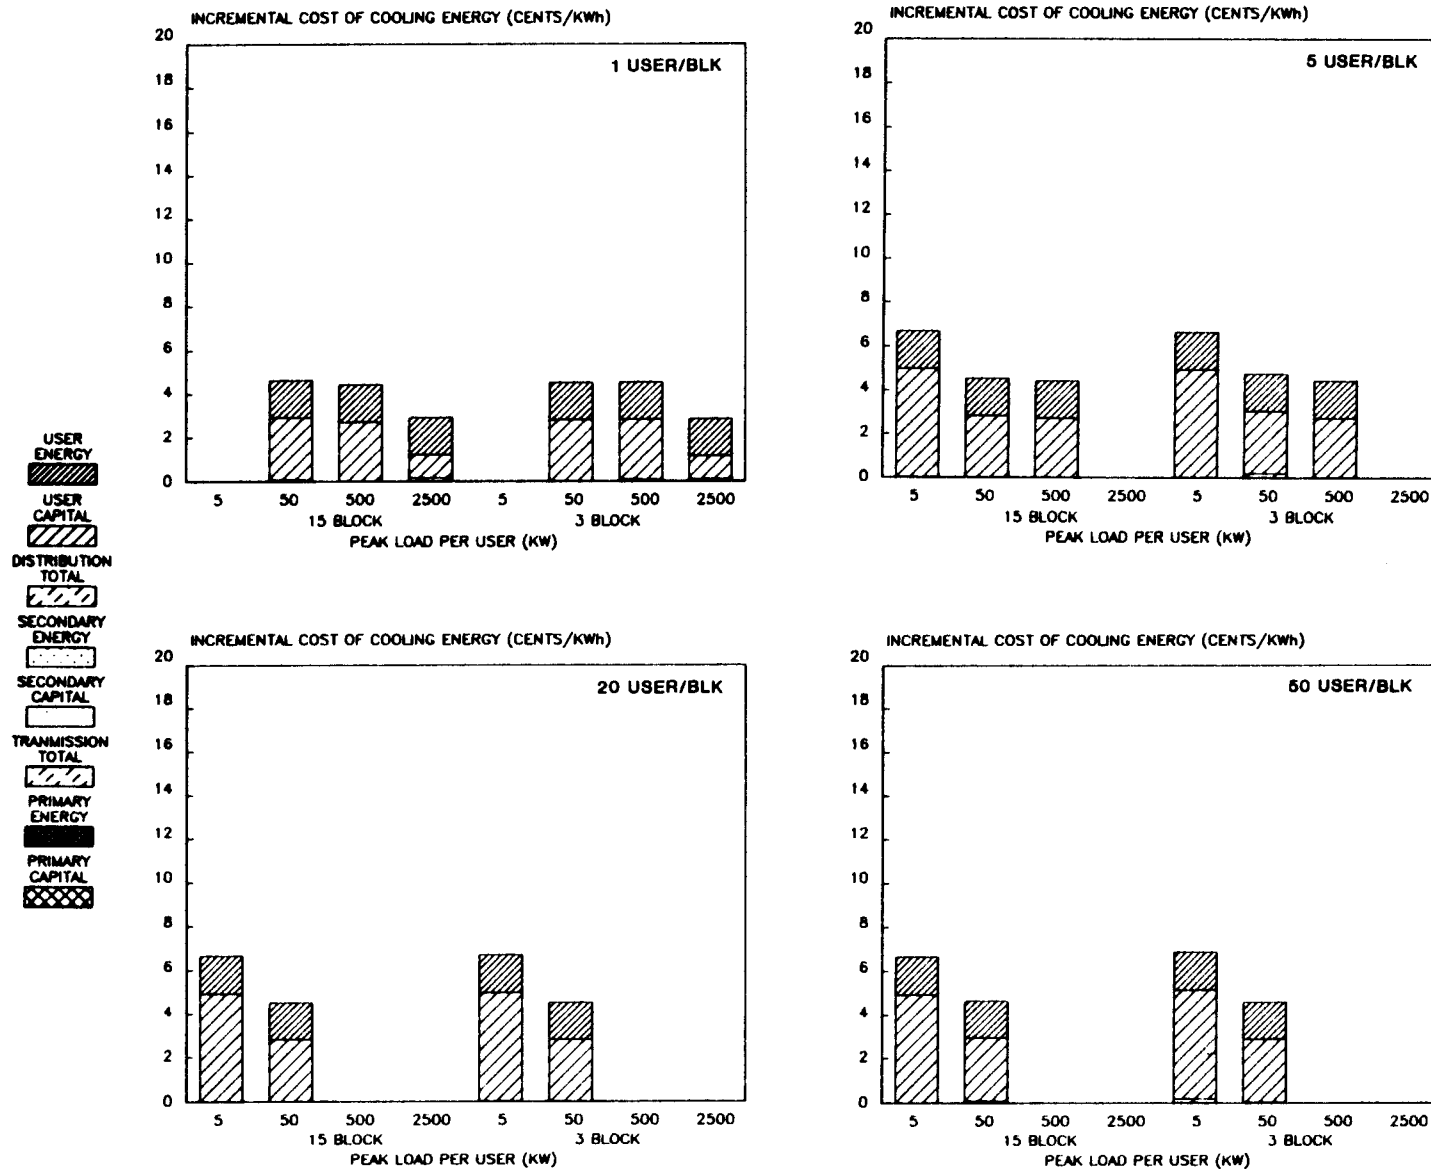 INCREMENTAL COST OF COOLING ENERGY (CENTS/KWh)
20
18
16
14
12
10
8
6
4
2
0
1 USER/BLK
5 50 500 2500 5 50 500 2500
15 BLOCK 3 BLOCK
PEAK LOAD PER USER (KW)
INCREMENTAL COST OF COOLING ENERGY (CENTS/KWh)
20
18
16
14
12
10
8
6
4
2
0
5 USER/BLK
5 50 500 2500 5 50 500 2500
15 BLOCK 3 BLOCK
PEAK LOAD PER USER (KW)
USER
ENERGY
USER
CAPITAL
DISTRIBUTION
TOTAL
SECONDARY
ENERGY
SECONDARY
CAPITAL
TRANMISSION
TOTAL
PRIMARY
ENERGY
PRIMARY
CAPITAL
INCREMENTAL COST OF COOLING ENERGY (CENTS/KWh)
20
18
16
14
12
10
8
6
4
2
0
20 USER/BLK
5 50 500 2500 5 50 500 2500
15 BLOCK 3 BLOCK
PEAK LOAD PER USER (KW)
INCREMENTAL COST OF COOLING ENERGY (CENTS/KWh)
20
18
16
14
12
10
8
6
4
2
0
50 USER/BLK
5 50 500 2500 5 50 500 2500
15 BLOCK 3 BLOCK
PEAK LOAD PER USER (KW)